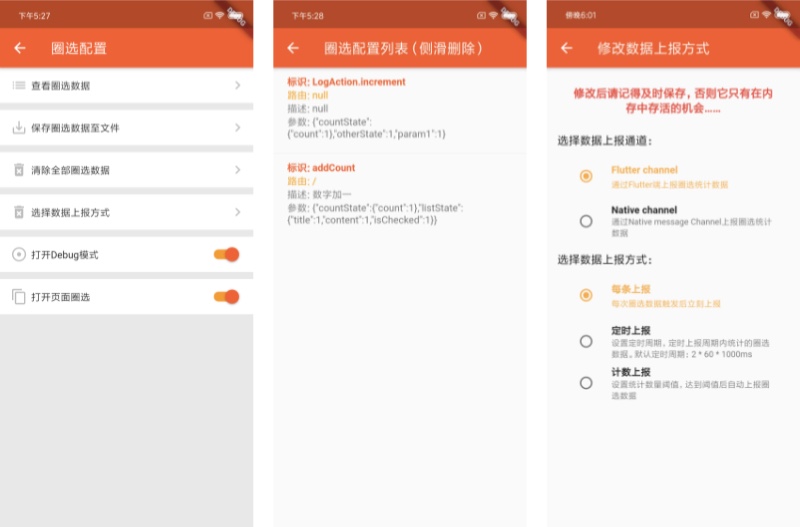 下午5:27
DEBUG
圈选配置
查看圈选数据
保存圈选数据至文件
清除全部圈选数据
选择数据上报方式
打开Debug模式
打开页面圈选
下午5:28
DEBUG
圈选配置列表（侧滑删除）
标识: LogAction.increment
路由: null
描述: null
参数: {"countState":
{"count":1},"otherState":1,"param1":1}
标识: addCount
路由: /
描述: 数字加一
参数: {"countState":{"count":1},"listState":
{"title":1,"content":1,"isChecked":1}}
傍晚6:01
DEBUG
修改数据上报方式
修改后请记得及时保存，否则它只有在内
存中存活的机会……
选择数据上报通道：
Flutter channel
通过Flutter端上报圈选统计数据
Native channel
通过Native message Channel上报圈选统计
数据
选择数据上报方式：
每条上报
每次圈选数据触发后立刻上报
定时上报
设置定时周期，定时上报周期内统计的圈选
数据，默认定时周期: 2 * 60 * 1000ms
计数上报
设置统计数量阈值，达到阈值后自动上报圈
选数据